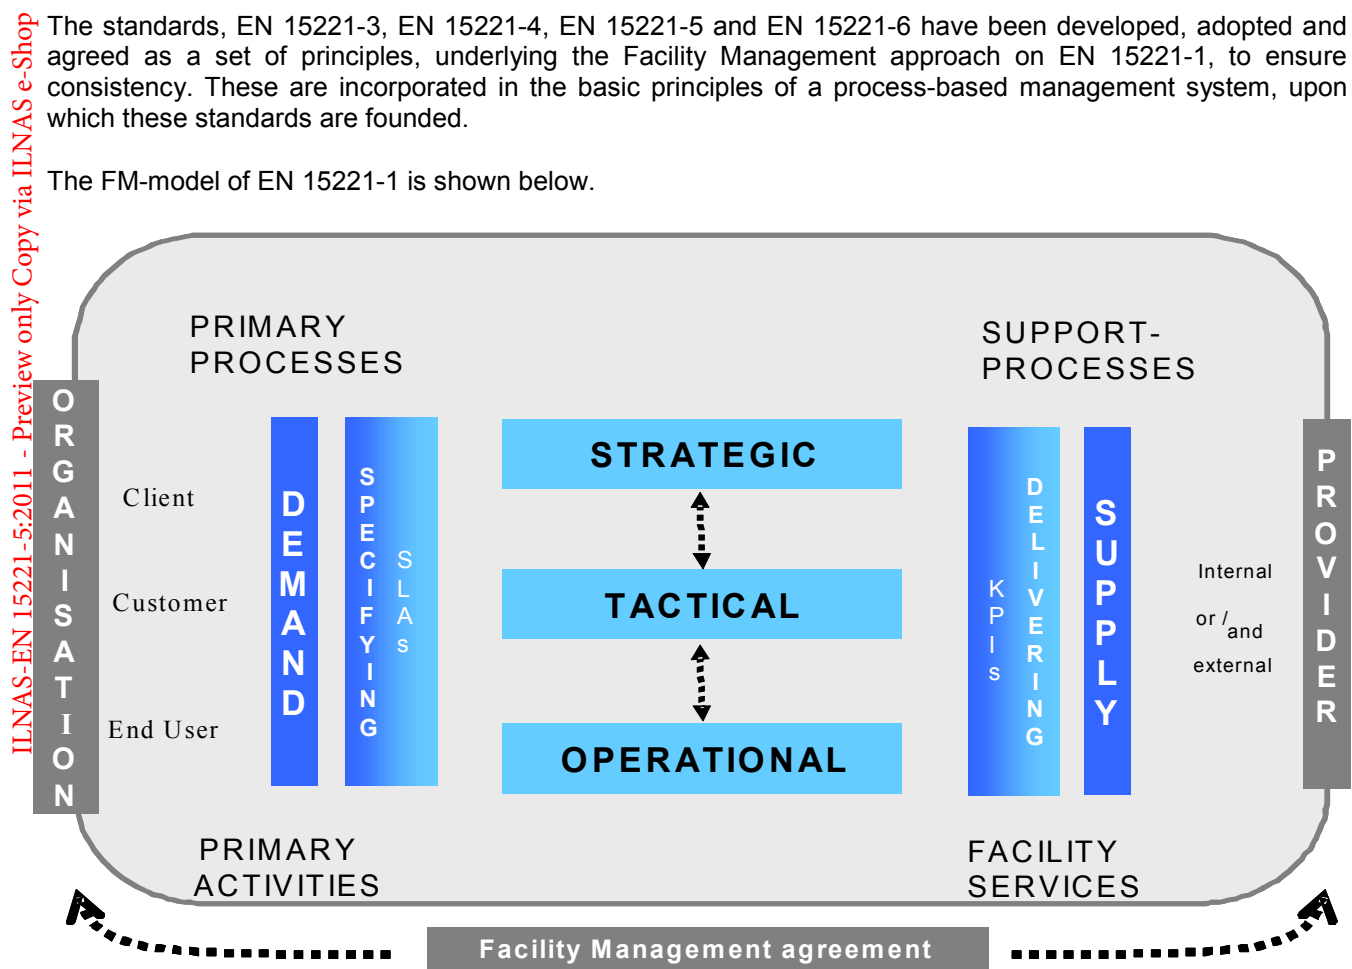 The standards, EN 15221-3, EN 15221-4, EN 15221-5 and EN 15221-6 have been developed, adopted and
agreed as a set of principles, underlying the Facility Management approach on EN 15221-1, to ensure
consistency. These are incorporated in the basic principles of a process-based management system, upon
which these standards are founded.
The FM-model of EN 15221-1 is shown below.
ILNAS-EN 15221-5:2011 - Preview only Copy via ILNAS e-Shop
PRIMARY
PROCESSES
SUPPORT-
PROCESSES
ORGANISATION
Client
Customer
End User
DEMAND
SPECIFYING
SLAs
STRATEGIC
TACTICAL
OPERATIONAL
KPIs
DELIVERING
SUPPLY
Internal
or / and
external
PROVIDER
PRIMARY
ACTIVITIES
FACILITY
SERVICES
Facility Management agreement